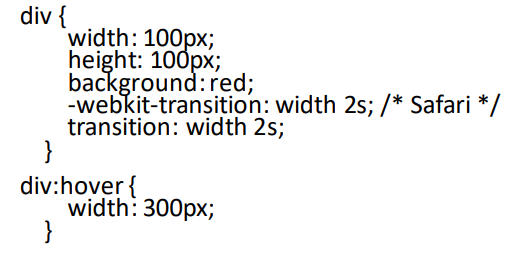 div {
width: 100px;
height: 100px;
background: red;
-webkit-transition: width 2s; /* Safari */
transition: width 2s;
}
div:hover {
width: 300px;
}